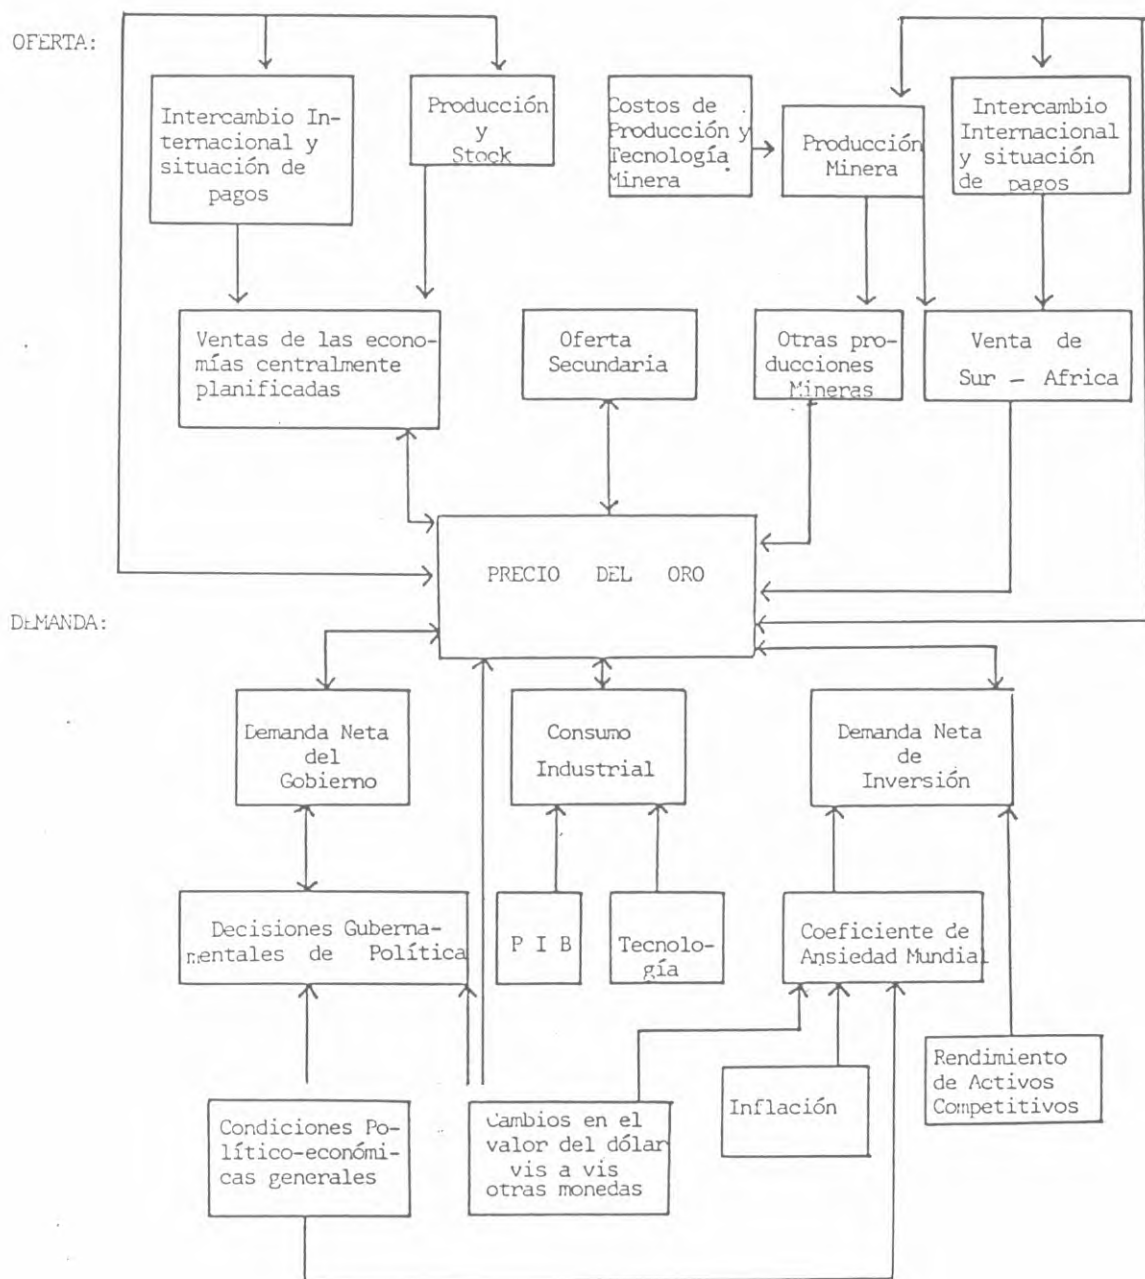 OFERTA:
Intercambio In-
ternacional y
situación de
pagos
Producción
y
Stock
Costos de
Producción y
Tecnología
Minera
Producción
Minera
Intercambio
Internacional
y situación
de pagos
Ventas de las econo-
mías centralmente
planificadas
Oferta
Secundaria
Otras pro-
ducciones
Mineras
Venta de
Sur - Africa
PRECIO DEL ORO
DEMANDA:
Demanda Neta
del
Gobierno
Consumo
Industrial
Demanda Neta
de
Inversión
Decisiones Guberna-
mentales de Política
P I B
Tecnolo-
gía
Coeficiente de
Ansiedad Mundial
Condiciones Po-
lítico-económi-
cas generales
Cambios en el
valor del dólar
vis a vis
otras monedas
Inflación
Rendimiento
de Activos
Competitivos